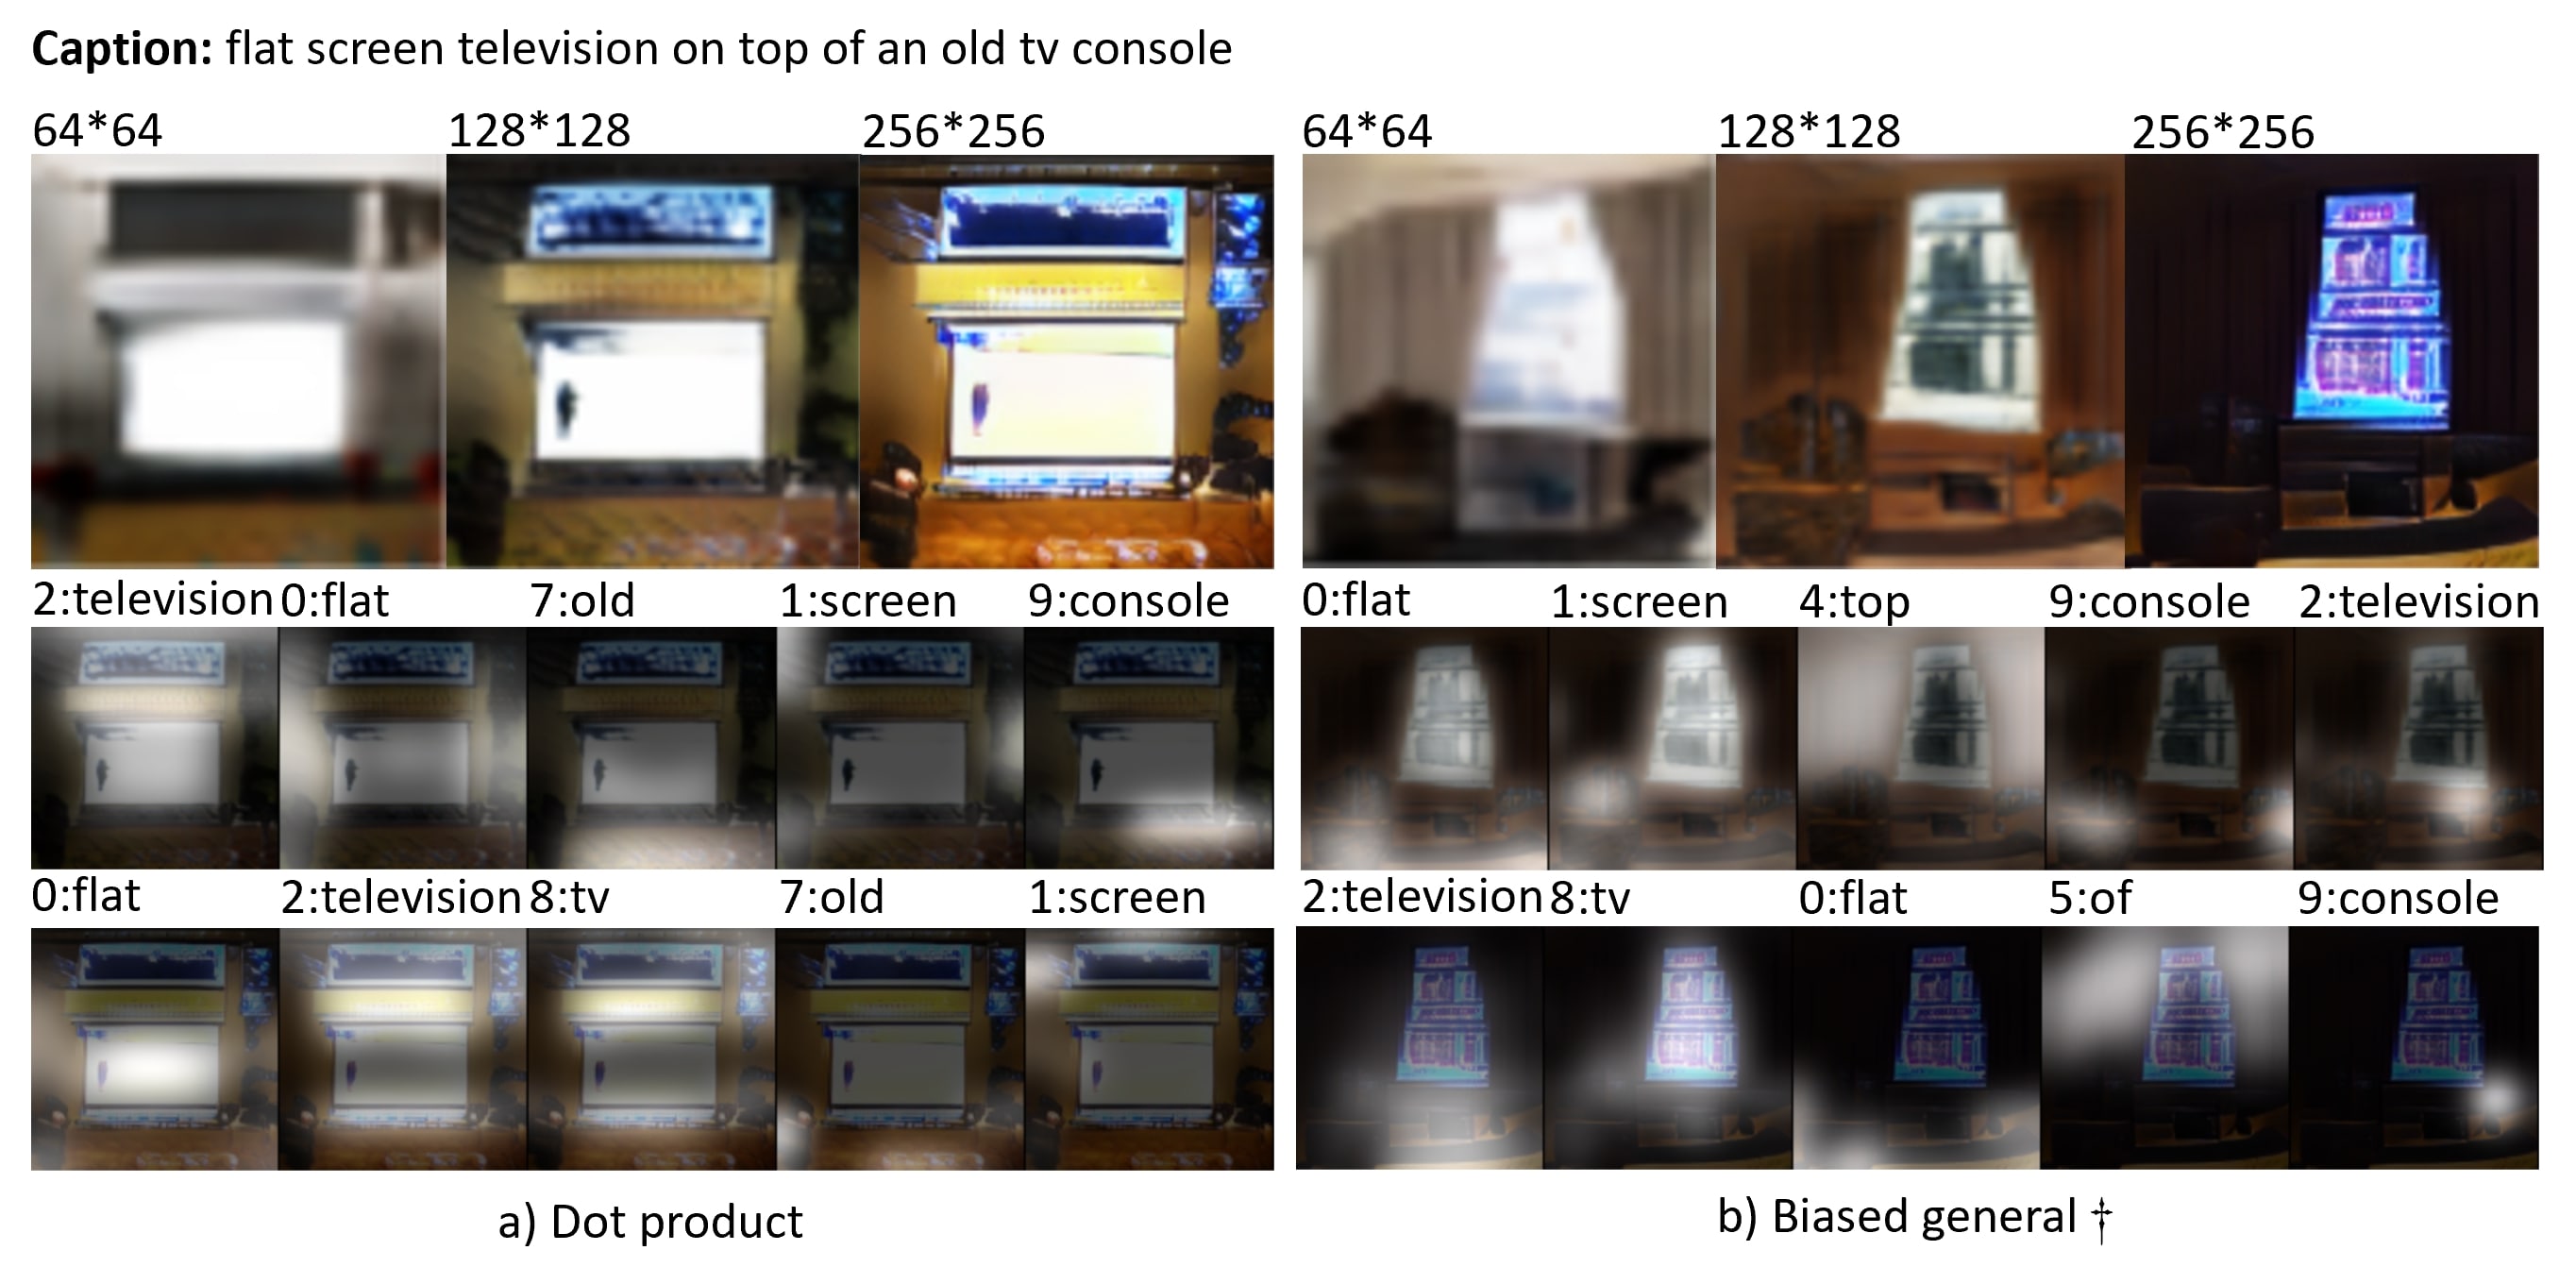 Caption: flat screen television on top of an old tv console
64*64 128*128 256*256 64*64 128*128 256*256
2:television 0:flat 7:old 1:screen 9:console 0:flat 1:screen 4:top 9:console 2:television
0:flat 2:television 8:tv 7:old 1:screen 2:television 8:tv 0:flat 5:of 9:console
a) Dot product b) Biased general ‡